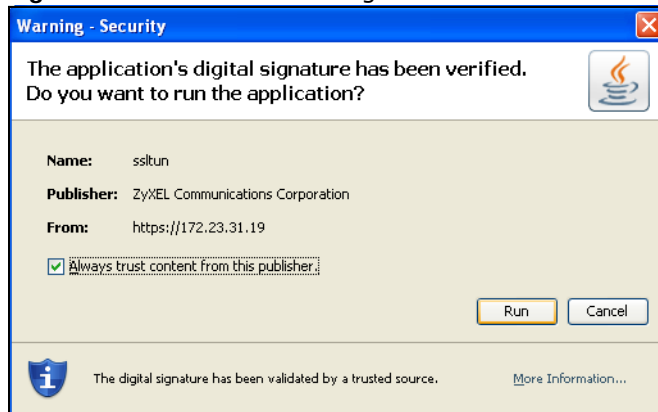 Warning - Security
The application's digital signature has been verified.
Do you want to run the application?
Name: ssltun
Publisher: ZyXEL Communications Corporation
From: https://172.23.31.19
Always trust content from this publisher.
Run Cancel
The digital signature has been validated by a trusted source. More Information...